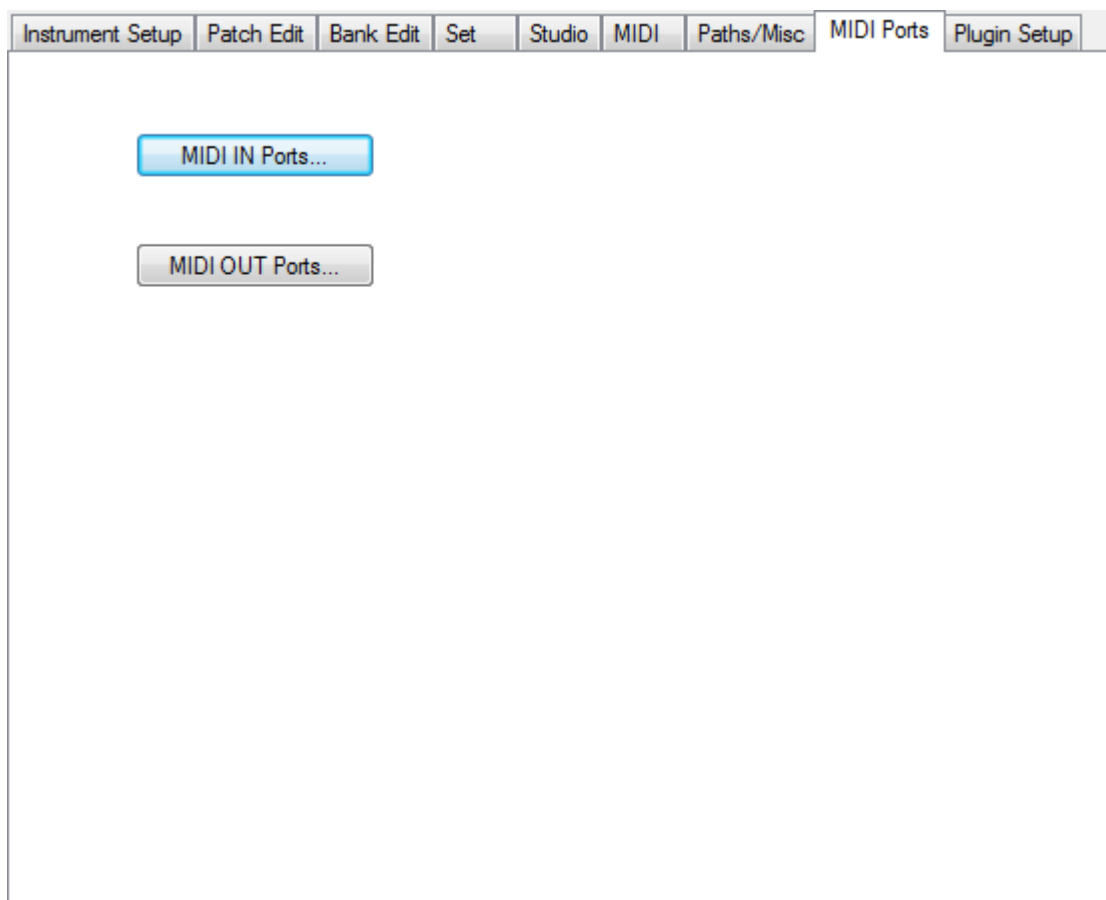 Instrument Setup Patch Edit Bank Edit Set Studio MIDI Paths/Misc MIDI Ports Plugin Setup
MIDI IN Ports...
MIDI OUT Ports...